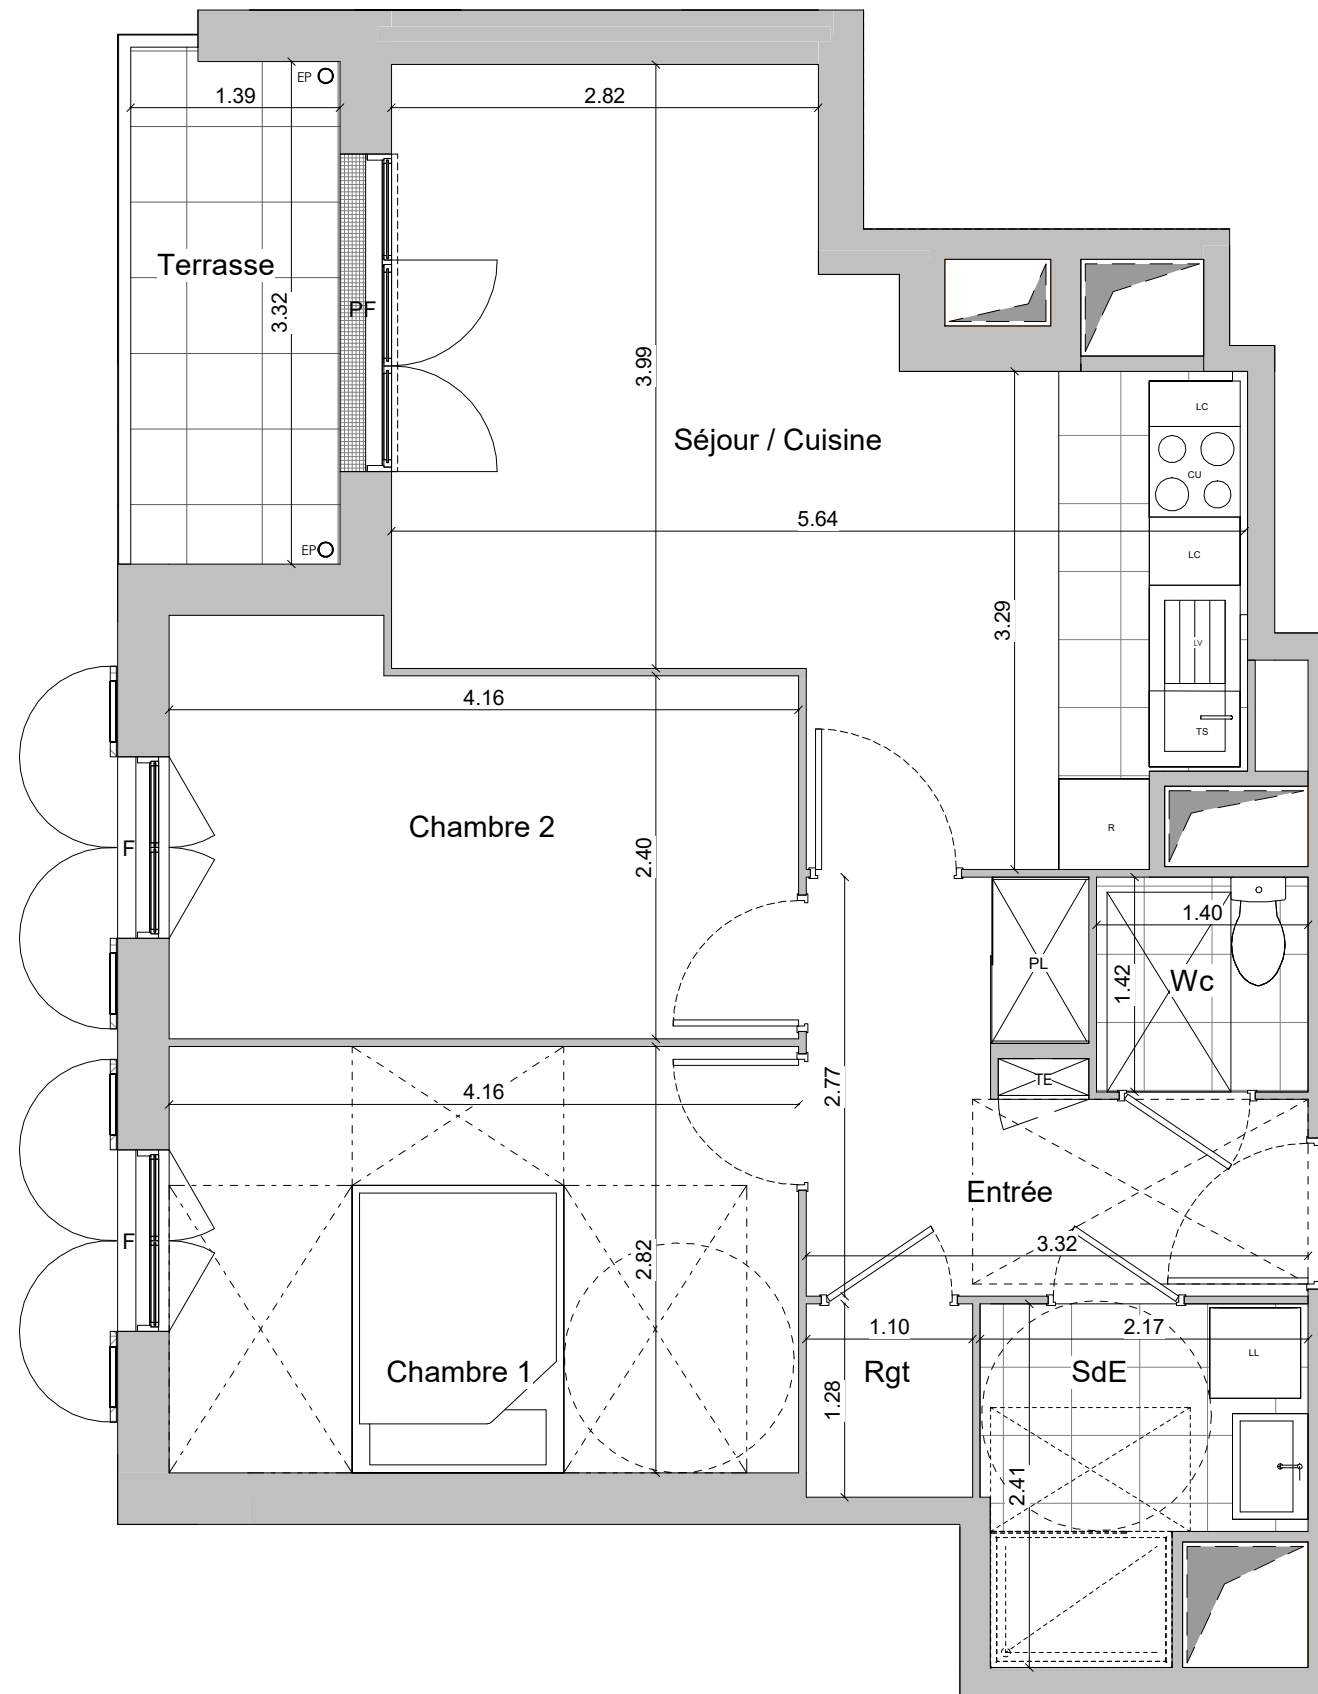 EP
1.39
2.82
Terrasse
3.32
PF
3.99
LC
Séjour / Cuisine
CU
5.64
EP
LC
3.29
LV
4.16
TS
Chambre 2
F
2.40
R
1.40
PL
1.42
Wc
4.16
2.77
TE
Entrée
F
2.82
3.32
1.10
2.17
LL
Chambre 1
Rgt
SdE
1.28
2.41